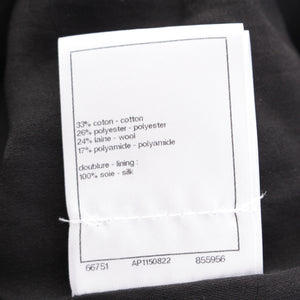 33% coton - cotton
26% polyester - polyester
24% laine - wool
17% polyamide - polyamide
doublure - lining :
100% soie - silk
66751 AP1150822 855956